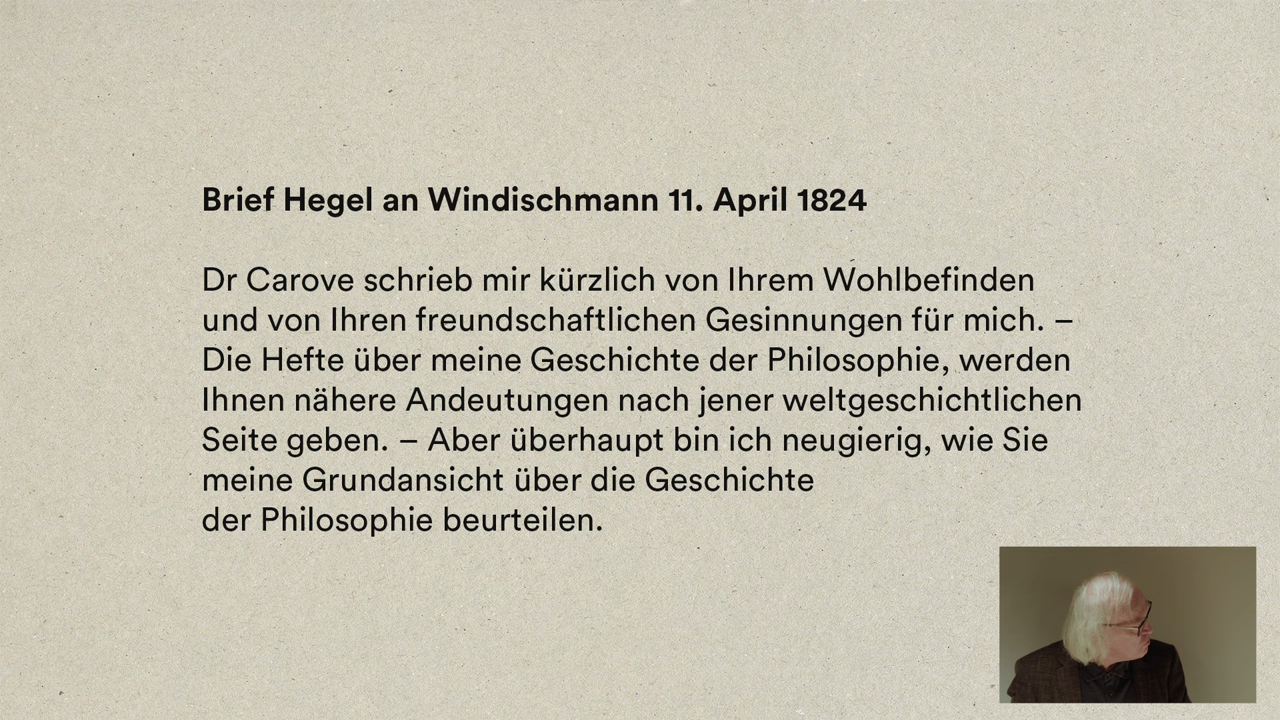 Brief Hegel an Windischmann 11. April 1824
Dr Carove schrieb mir kürzlich von Ihrem Wohlbefinden
und von Ihren freundschaftlichen Gesinnungen für mich. –
Die Hefte über meine Geschichte der Philosophie, werden
Ihnen nähere Andeutungen nach jener weltgeschichtlichen
Seite geben. – Aber überhaupt bin ich neugierig, wie Sie
meine Grundansicht über die Geschichte
der Philosophie beurteilen.